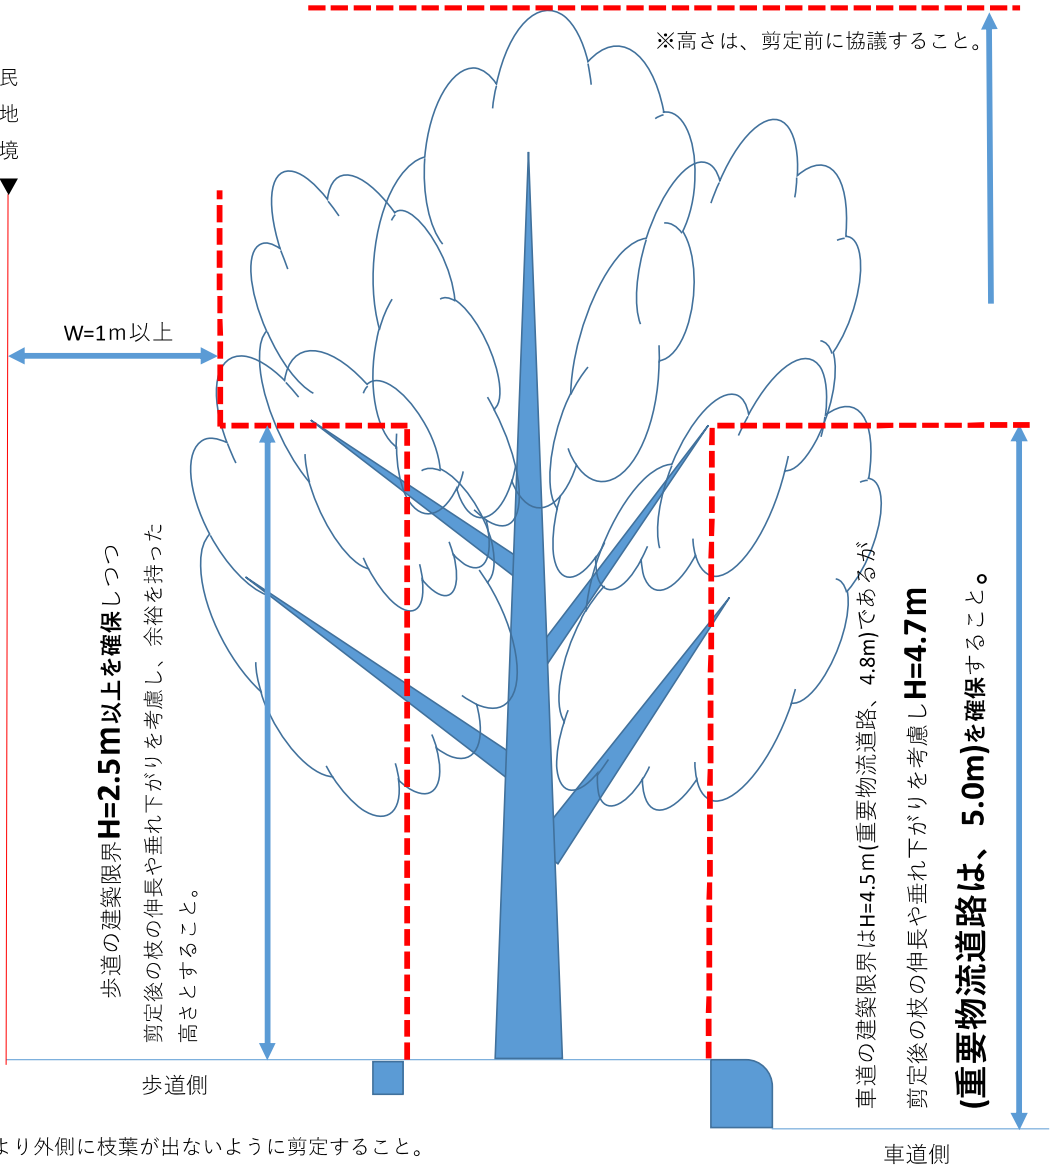 ※高さは、剪定前に協議すること。
民
地
境
W=1m以上
歩道の建築限界H=2.5m以上を確保しつつ
剪定後の枝の伸長や垂れ下がりを考慮し、余裕を持った
高さとすること。
車道の建築限界はH=4.5m(重要物流道路、4.8m)であるが
剪定後の枝の伸長や垂れ下がりを考慮しH=4.7m
(重要物流道路は、5.0m)を確保すること。
歩道側
より外側に枝葉が出ないように剪定すること。
車道側